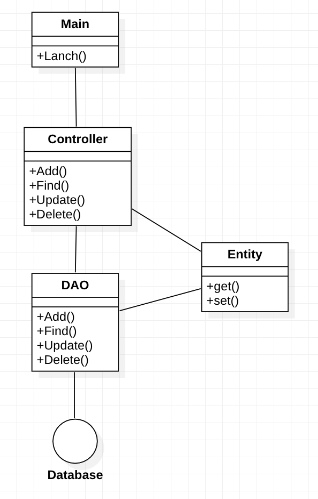 Main
+Lanch()
Controller
+Add()
+Find()
+Update()
+Delete()
Entity
+get()
+set()
DAO
+Add()
+Find()
+Update()
+Delete()
Database